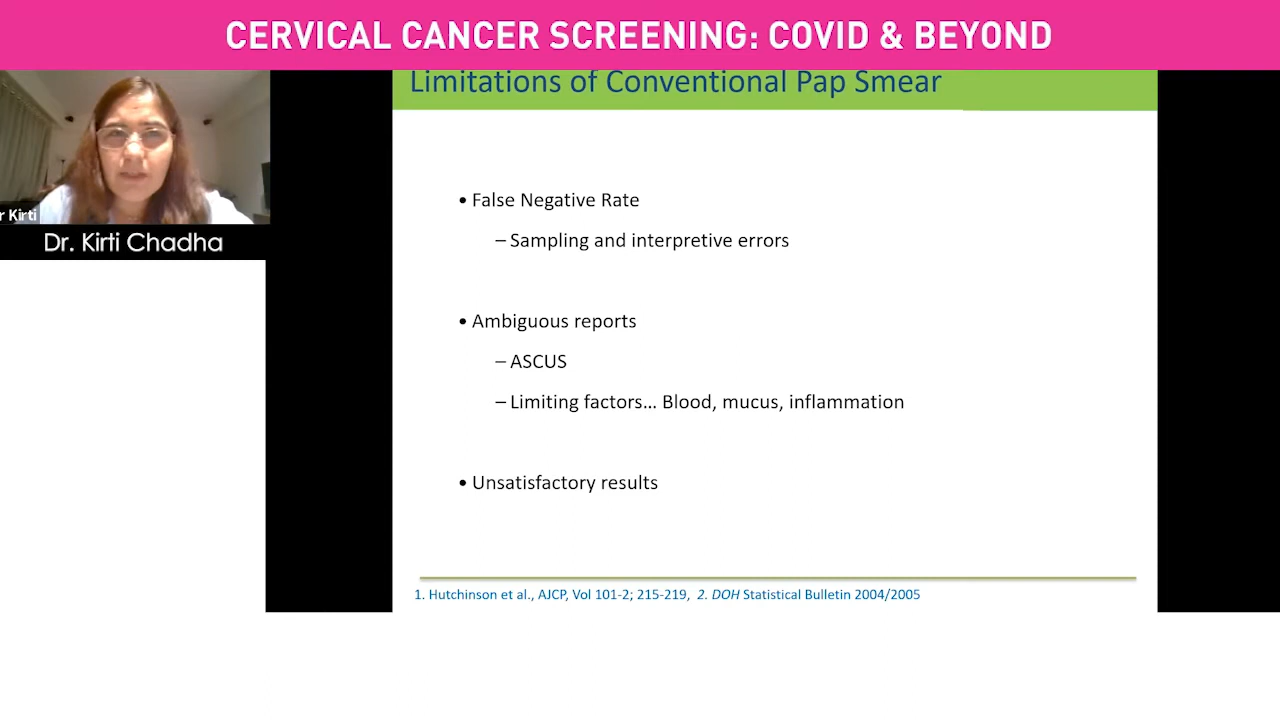 CERVICAL CANCER SCREENING: COVID & BEYOND
Limitations of Conventional Pap Smear
r Kirti
Dr. Kirti Chadha
• False Negative Rate
– Sampling and interpretive errors
• Ambiguous reports
– ASCUS
– Limiting factors... Blood, mucus, inflammation
• Unsatisfactory results
1. Hutchinson et al., AJCP, Vol 101-2; 215-219, 2. DOH Statistical Bulletin 2004/2005